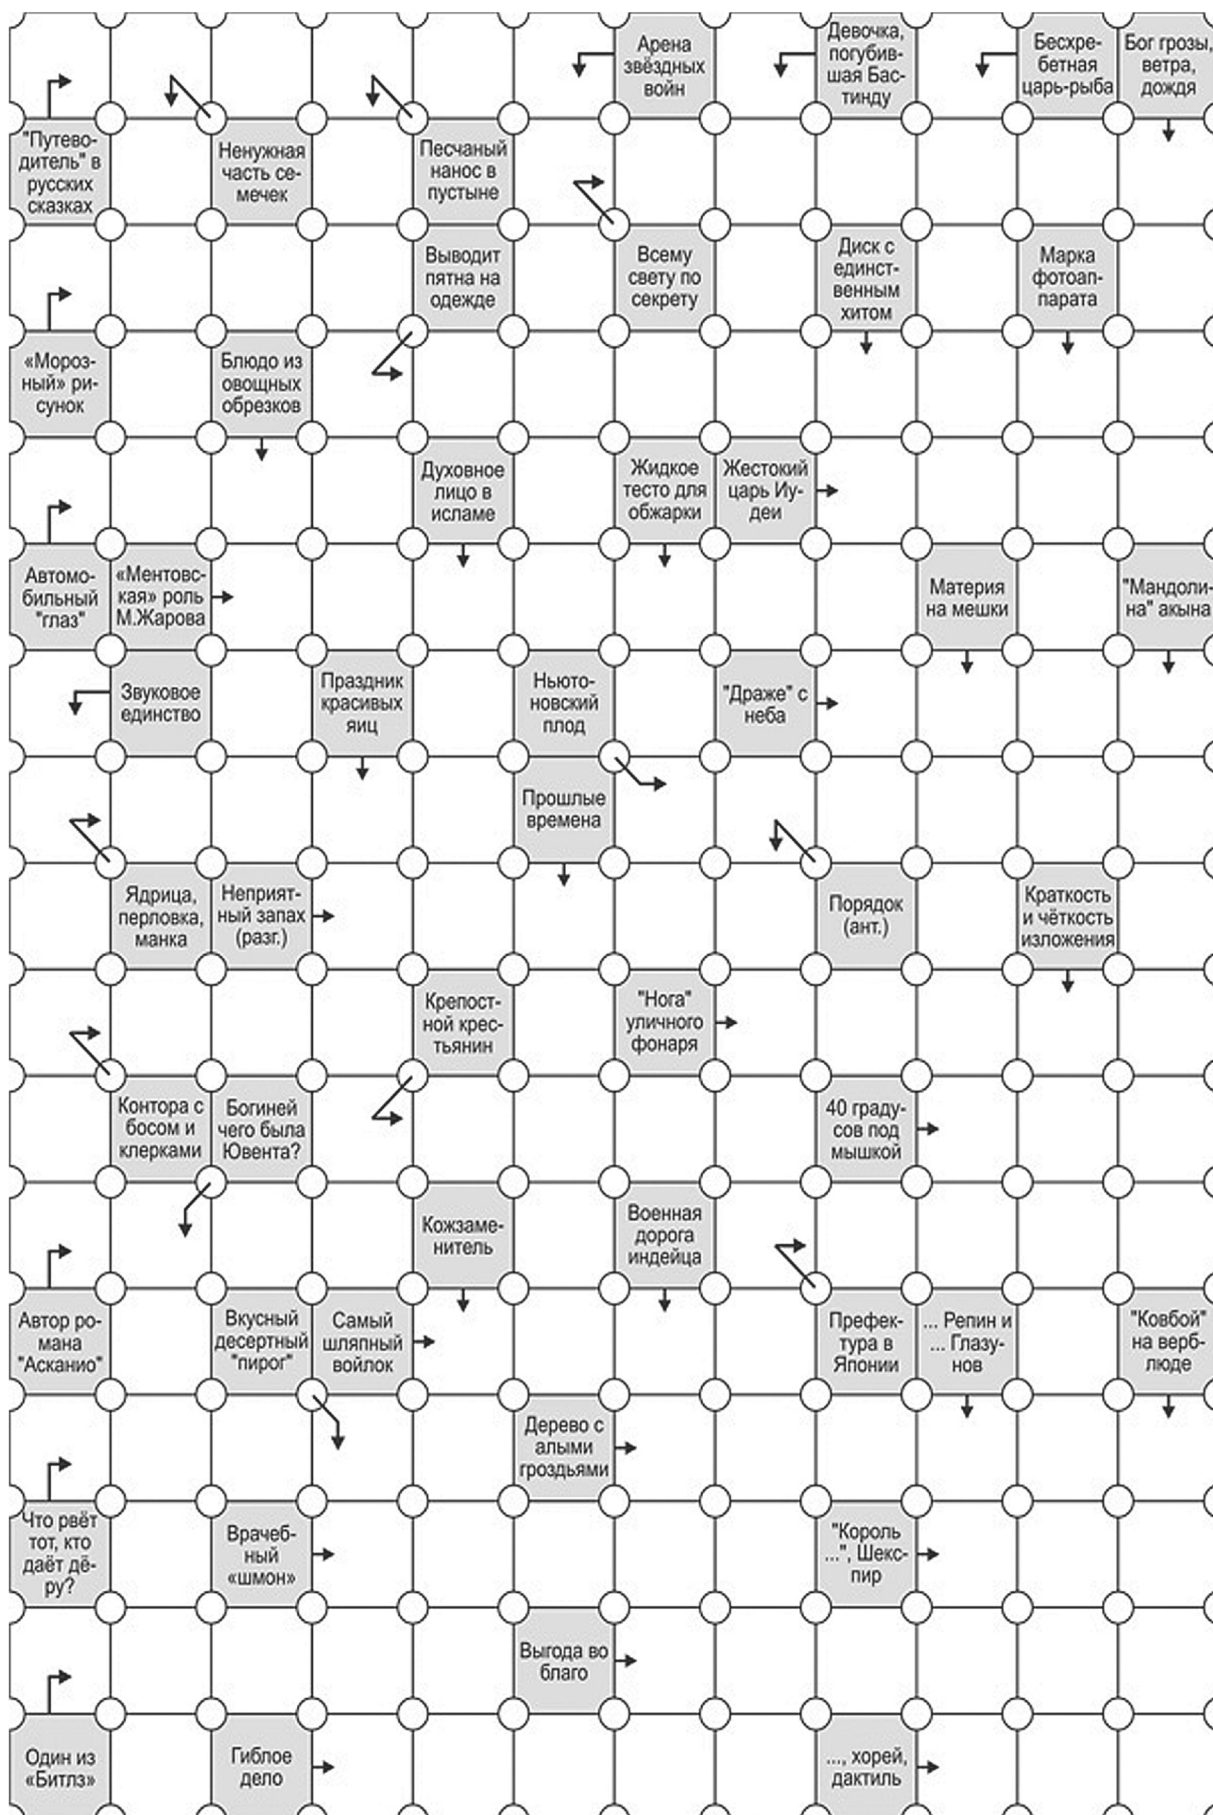 Арена
звёздных
войн
Девочка,
погубив-
шая Бас-
тинду
Бесхре-
бетная
царь-рыба
Бог грозы,
ветра,
дождя
"Путево-
дитель" в
русских
сказках
Ненужная
часть се-
мечек
Песчаный
нанос в
пустыне
Выводит
пятна на
одежде
Всему
свету по
секрету
Диск с
единст-
венным
хитом
Марка
фотоап-
парата
«Мороз-
ный» ри-
сунок
Блюдо из
овощных
обрезков
Духовное
лицо в
исламе
Жидкое
тесто для
обжарки
Жестокий
царь Иу-
деи
Автомо-
бильный
"глаз"
«Ментовс-
кая» роль
М.Жарова
Материя
на мешки
"Мандоли-
на" акына
Звуковое
единство
Праздник
красивых
яиц
Ньюто-
новский
плод
"Драже" с
неба
Прошлые
времена
Ядрица,
перловка,
манка
Неприят-
ный запах
(разг.)
Порядок
(ант.)
Краткость
и чёткость
изложения
Крепост-
ной крес-
тьянин
"Нога"
уличного
фонаря
Контора с
босом и
клерками
Богиней
чего была
Ювента?
40 граду-
сов под
мышкой
Кожзаме-
нитель
Военная
дорога
индейца
Автор ро-
мана
"Асканио"
Вкусный
десертный
"пирог"
Самый
шляпный
войлок
Префек-
тура в
Японии
... Репин и
... Глазу-
нов
"Ковбой"
на верб-
люде
Дерево с
алыми
гроздьями
Что рвёт
тот, кто
даёт дё-
ру?
Врачеб-
ный
«шмон»
"Король
...", Шекс-
пир
Выгода во
благо
Один из
«Битлз»
Гиблое
дело
..., хорей,
дактиль